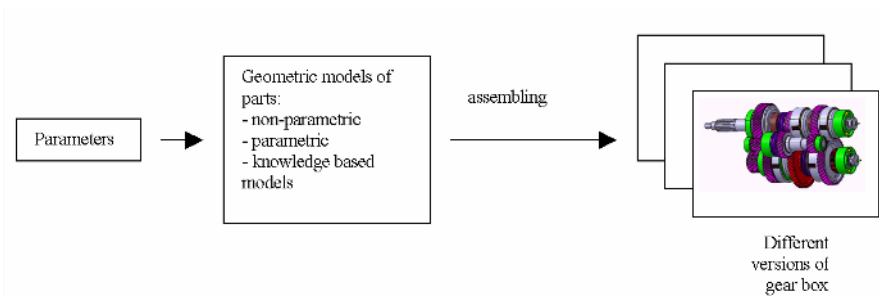 Parameters
Geometric models of
parts:
- non-parametric
- parametric
- knowledge based
models
assembling
Different
versions of
gear box